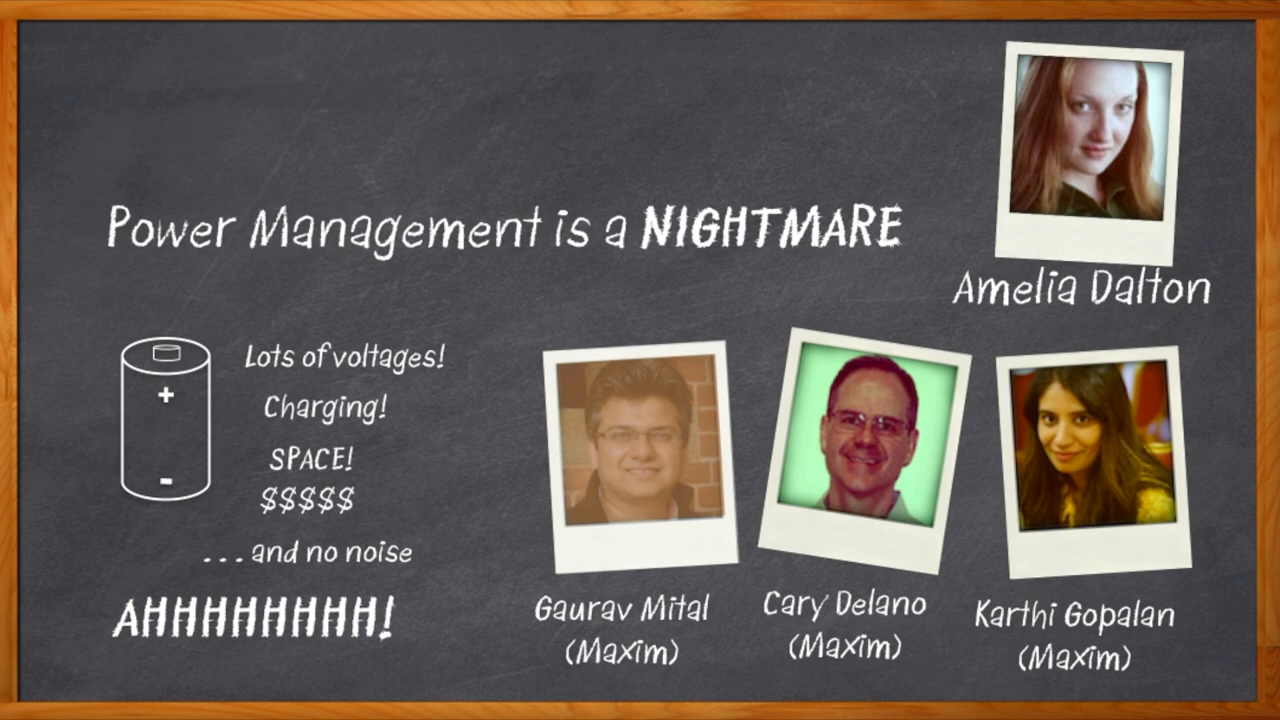 Power Management is a NIGHTMARE
Amelia Dalton
+
-
Lots of voltages!
Charging!
SPACE!
$$$$$
...and no noise
AHHHHHHHH!
Gaurav Mital
(Maxim)
Cary Delano
(Maxim)
Karthi Gopalan
(Maxim)